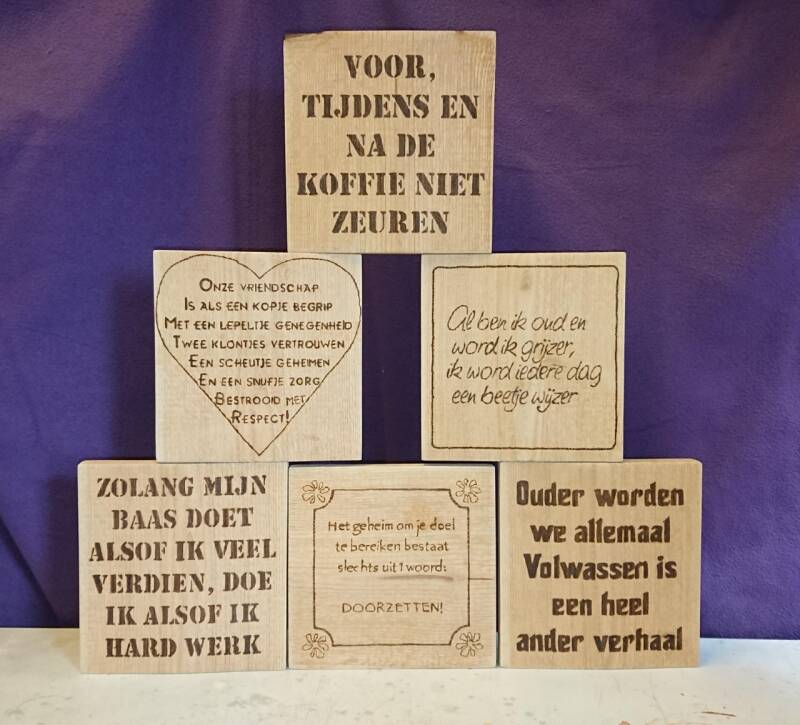 VOOR,
TIJDENS EN
NA DE
KOFFIE NIET
ZEUREN
ONZE VRIENDSCHAP
IS ALS EEN KOPJE BEGRIP
MET EEN LEPELTJE GENEGENHEID
TWEE KLONTJES VERTROUWEN
EEN SCHEUTJE GEHEIMEN
EN EEN SNUFJE ZORG
BESTROOID MET
RESPECT!
Al ben ik oud en
word ik grijzer,
ik word iedere dag
een beetje wijzer
ZOLANG MIJN
BAAS DOET
ALSOF IK VEEL
VERDIEN, DOE
IK ALSOF IK
HARD WERK
Het geheim om je doel
te bereiken bestaat
slechts uit 1 woord:
DOORZETTEN!
Ouder worden
we allemaal
Volwassen is
een heel
ander verhaal